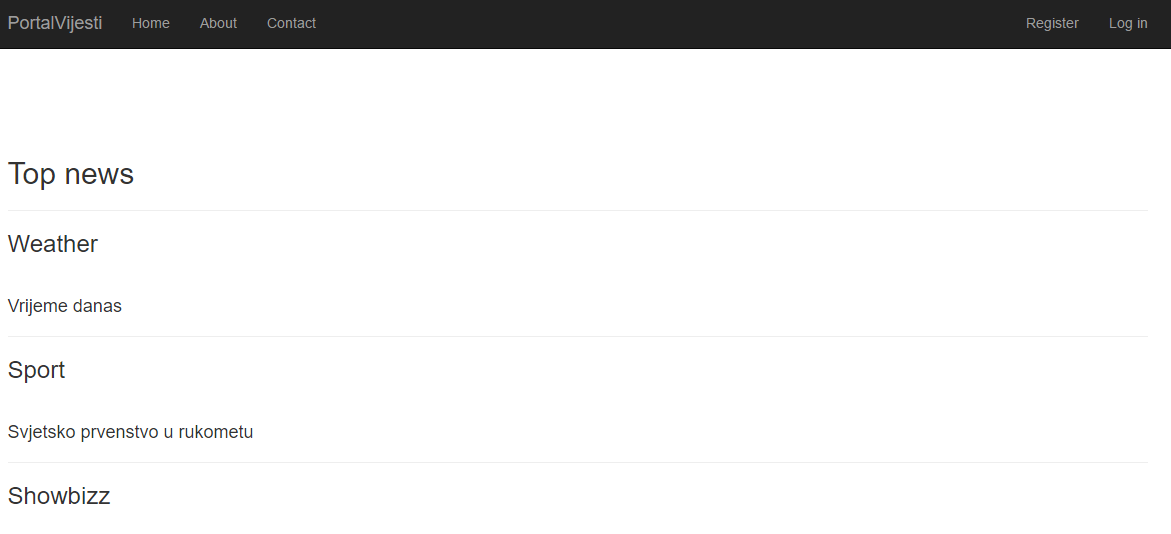 PortalVijesti Home About Contact Register Log in
Top news
Weather
Vrijeme danas
Sport
Svjetsko prvenstvo u rukometu
Showbizz